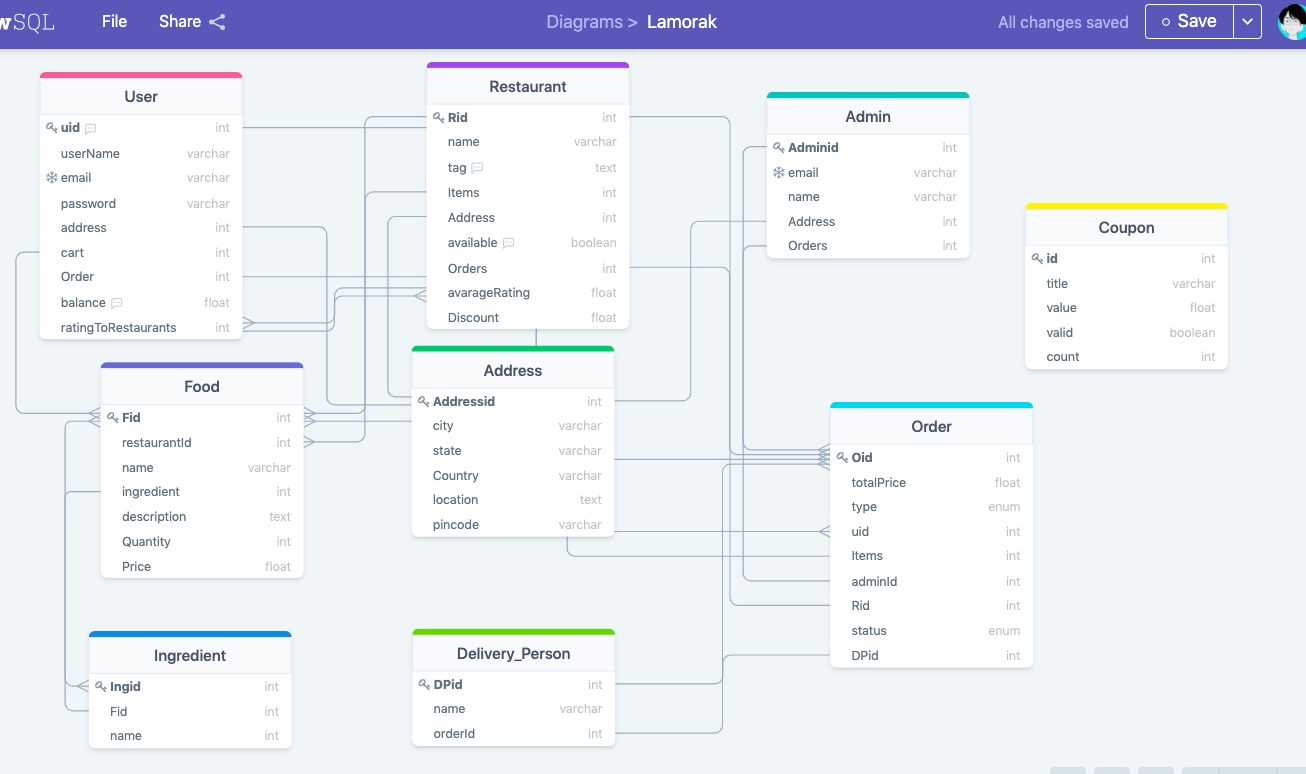 wSQL File Share Diagrams > Lamorak All changes saved Save
User
uid int
userName varchar
email varchar
password varchar
address int
cart int
Order int
balance float
ratingToRestaurants int
Restaurant
Rid int
name varchar
tag text
Items int
Address int
available boolean
Orders int
avarageRating float
Discount float
Admin
Adminid int
email varchar
name varchar
Address int
Orders int
Coupon
id int
title varchar
value float
valid boolean
count int
Food
Fid int
restaurantId int
name varchar
ingredient int
description text
Quantity int
Price float
Address
Addressid int
city varchar
state varchar
Country varchar
location text
pincode varchar
Order
Oid int
totalPrice float
type enum
uid int
Items int
adminId int
Rid int
status enum
DPid int
Ingredient
Ingid int
Fid int
name int
Delivery_Person
DPid int
name varchar
orderId int